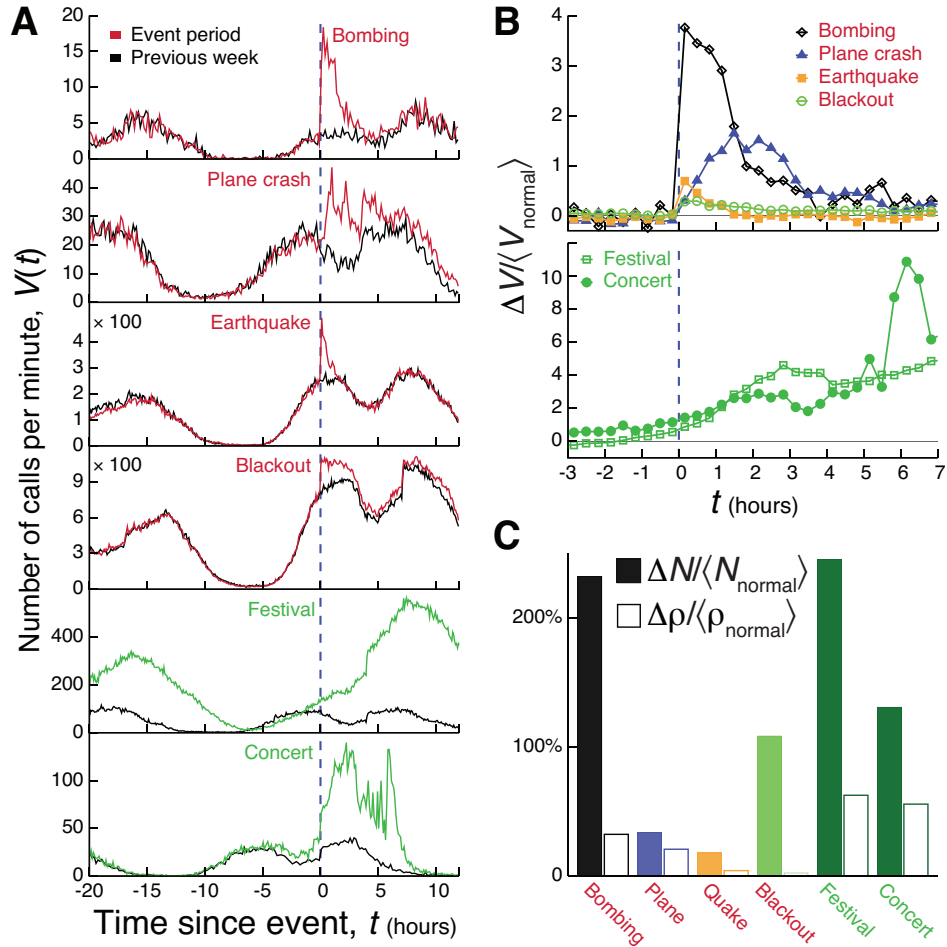 A
Event period
Previous week
Bombing
20
15
10
5
0
Plane crash
40
30
20
10
0
× 100
Earthquake
4
3
2
1
0
× 100
Blackout
9
6
3
0
Festival
400
200
0
Concert
100
50
0
-20 -15 -10 -5 0 5 10
Number of calls per minute, V(t)
Time since event, t (hours)
B
Bombing
Plane crash
Earthquake
Blackout
4
3
2
1
0
Festival
Concert
10
8
6
4
2
0
-3 -2 -1 0 1 2 3 4 5 6 7
ΔV/⟨Vnormal⟩
t (hours)
C
ΔN/⟨Nnormal⟩
Δρ/⟨ρnormal⟩
200%
100%
0
Bombing
Plane
Quake
Blackout
Festival
Concert